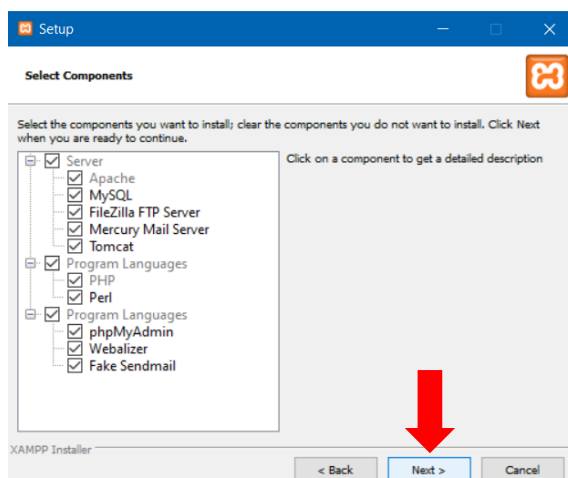 Setup
Select Components
Select the components you want to install; clear the components you do not want to install. Click Next
when you are ready to continue.
Server
Apache
MySQL
FileZilla FTP Server
Mercury Mail Server
Tomcat
Program Languages
PHP
Perl
Program Languages
phpMyAdmin
Webalizer
Fake Sendmail
Click on a component to get a detailed description
XAMPP Installer
< Back
Next >
Cancel